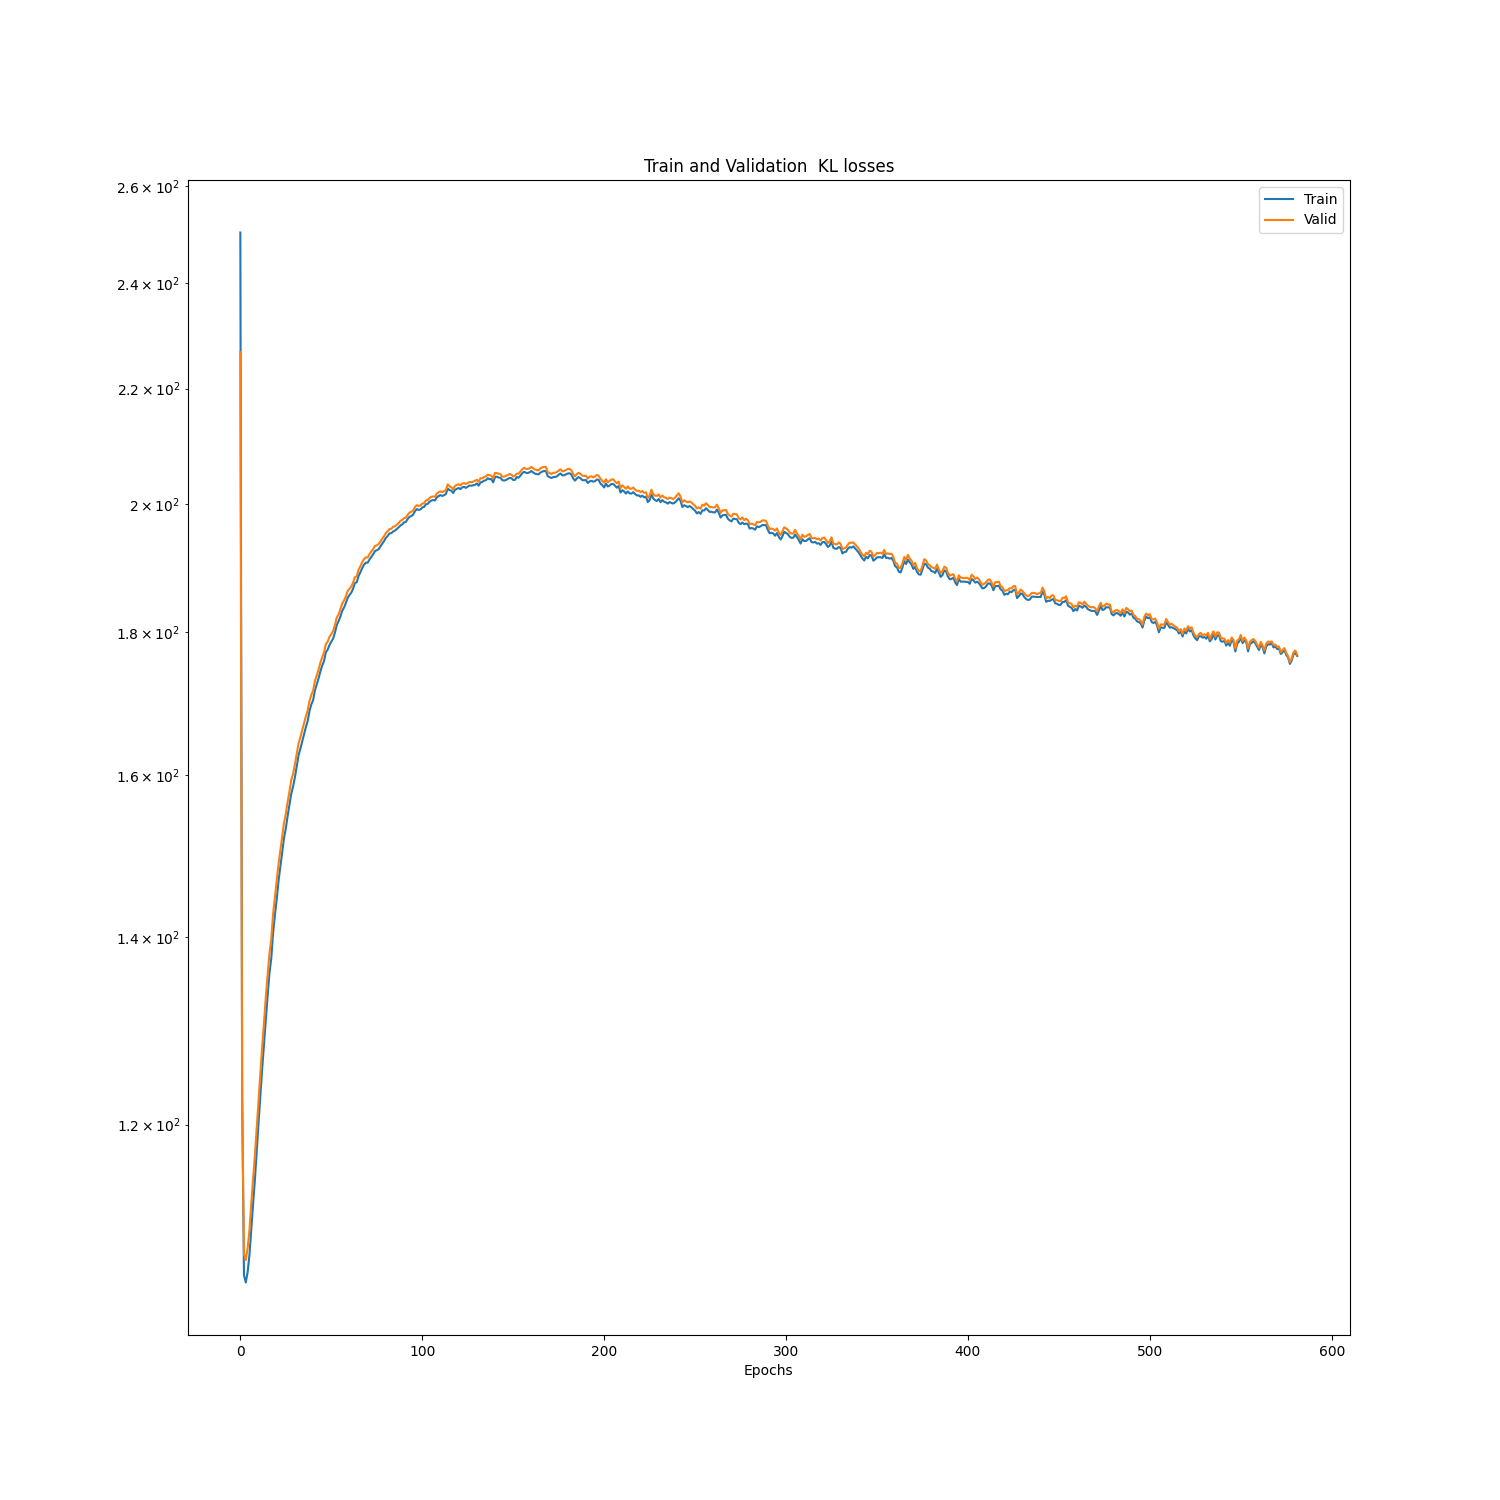 Train and Validation  KL losses
2.6 × 10²
2.4 × 10²
2.2 × 10²
2 × 10²
1.8 × 10²
1.6 × 10²
1.4 × 10²
1.2 × 10²
Train
Valid
0 100 200 300 400 500 600
Epochs